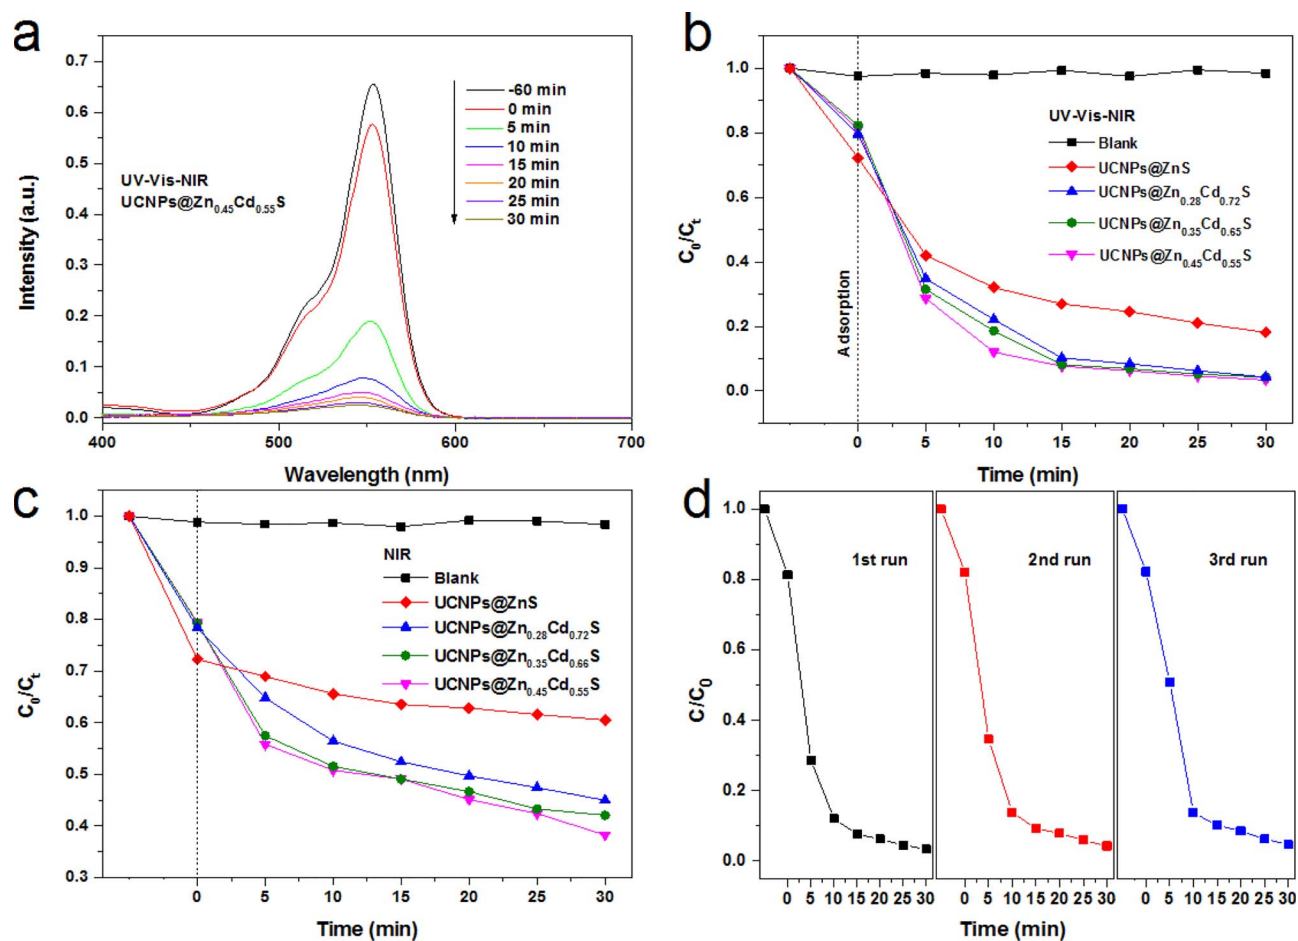 a
0.7
0.6
0.5
0.4
0.3
0.2
0.1
0.0
Intensity (a.u.)
UV-Vis-NIR
UCNPs@Zn0.45Cd0.55S
-60 min
0 min
5 min
10 min
15 min
20 min
25 min
30 min
400
500
600
700
Wavelength (nm)
b
1.0
0.8
0.6
0.4
0.2
0.0
C0/Ct
Adsorption
UV-Vis-NIR
Blank
UCNPs@ZnS
UCNPs@Zn0.28Cd0.72S
UCNPs@Zn0.35Cd0.65S
UCNPs@Zn0.45Cd0.55S
0 5 10 15 20 25 30
Time (min)
c
1.0
0.9
0.8
0.7
0.6
0.5
0.4
0.3
C0/Ct
NIR
Blank
UCNPs@ZnS
UCNPs@Zn0.28Cd0.72S
UCNPs@Zn0.35Cd0.66S
UCNPs@Zn0.45Cd0.55S
0 5 10 15 20 25 30
Time (min)
d
1.0
0.8
0.6
0.4
0.2
0.0
C/C0
1st run
2nd run
3rd run
0 5 10 15 20 25 30
0 5 10 15 20 25 30
0 5 10 15 20 25 30
Time (min)